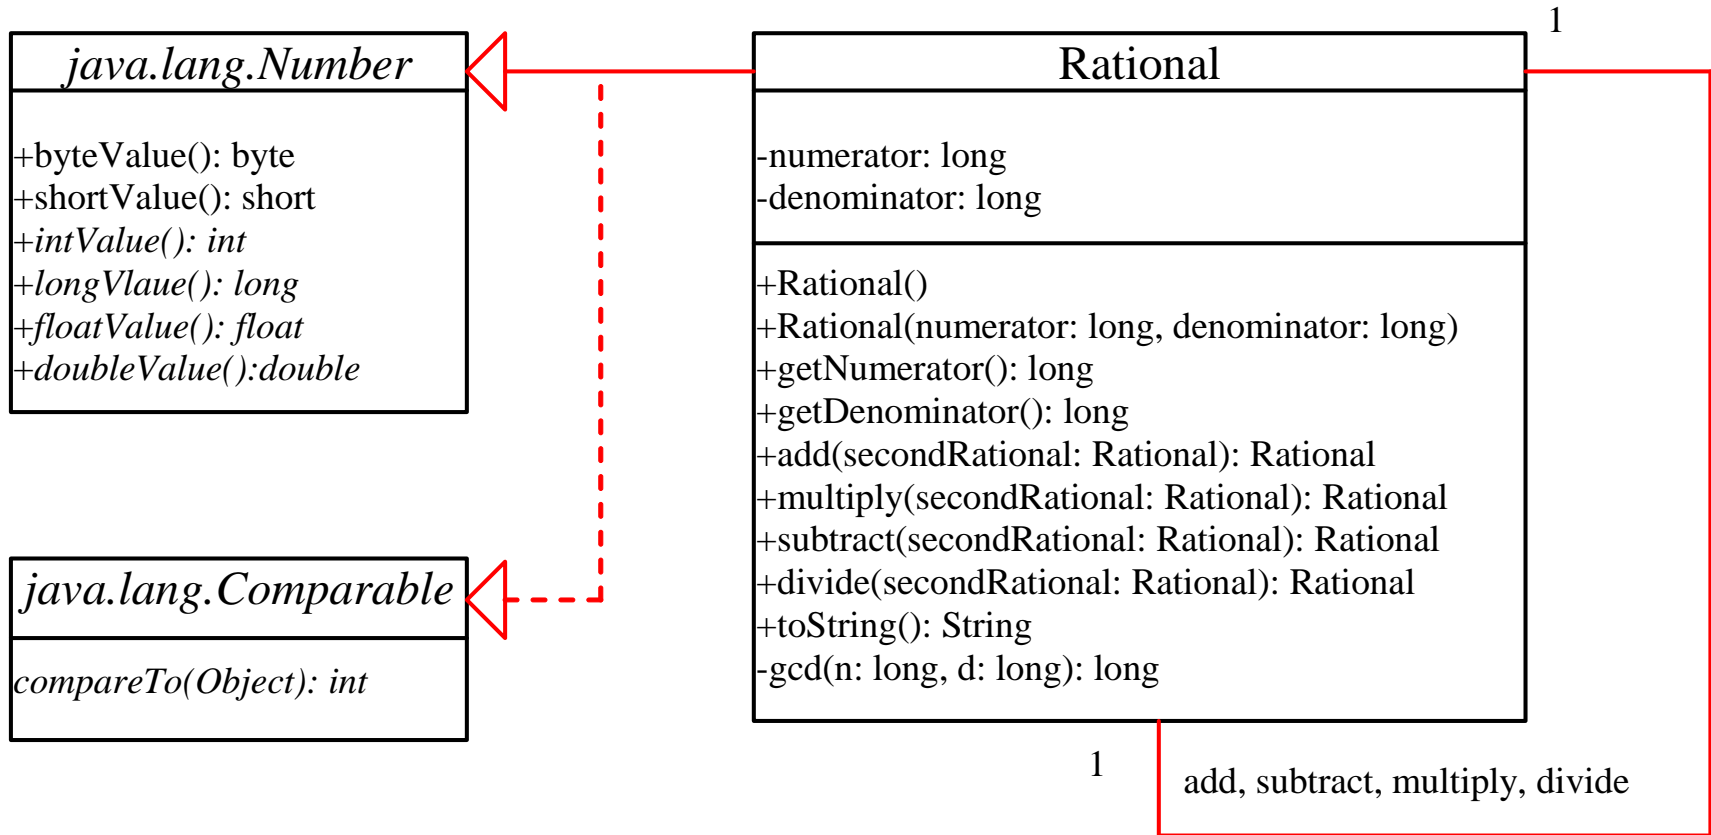 java.lang.Number
+byteValue(): byte
+shortValue(): short
+intValue(): int
+longVlaue(): long
+floatValue(): float
+doubleValue():double
java.lang.Comparable
compareTo(Object): int
1
Rational
-numerator: long
-denominator: long
+Rational()
+Rational(numerator: long, denominator: long)
+getNumerator(): long
+getDenominator(): long
+add(secondRational: Rational): Rational
+multiply(secondRational: Rational): Rational
+subtract(secondRational: Rational): Rational
+divide(secondRational: Rational): Rational
+toString(): String
-gcd(n: long, d: long): long
1
add, subtract, multiply, divide